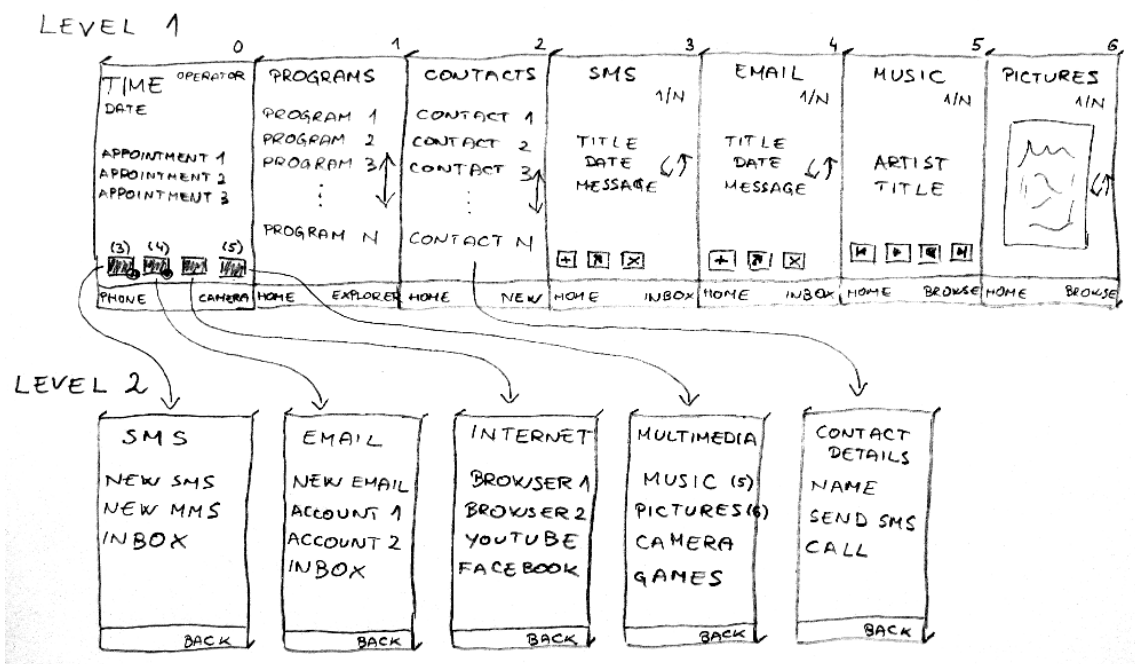 LEVEL 1
0
TIME OPERATOR
DATE
APPOINTMENT 1
APPOINTMENT 2
APPOINTMENT 3
(3) (4) (5)
PHONE CAMERA
1
PROGRAMS
PROGRAM 1
PROGRAM 2
PROGRAM 3
PROGRAM N
HOME EXPLORER
2
CONTACTS
CONTACT 1
CONTACT 2
CONTACT 3
CONTACT N
HOME NEW
3
SMS
1/N
TITLE
DATE
MESSAGE
HOME INBOX
4
EMAIL
1/N
TITLE
DATE
MESSAGE
HOME INBOX
5
MUSIC
1/N
ARTIST
TITLE
HOME BROWSE
6
PICTURES
1/N
HOME BROWSE
LEVEL 2
SMS
NEW SMS
NEW MMS
INBOX
BACK
EMAIL
NEW EMAIL
ACCOUNT 1
ACCOUNT 2
INBOX
BACK
INTERNET
BROWSER 1
BROWSER 2
YOUTUBE
FACEBOOK
BACK
MULTIMEDIA
MUSIC (5)
PICTURES (6)
CAMERA
GAMES
BACK
CONTACT
DETAILS
NAME
SEND SMS
CALL
BACK